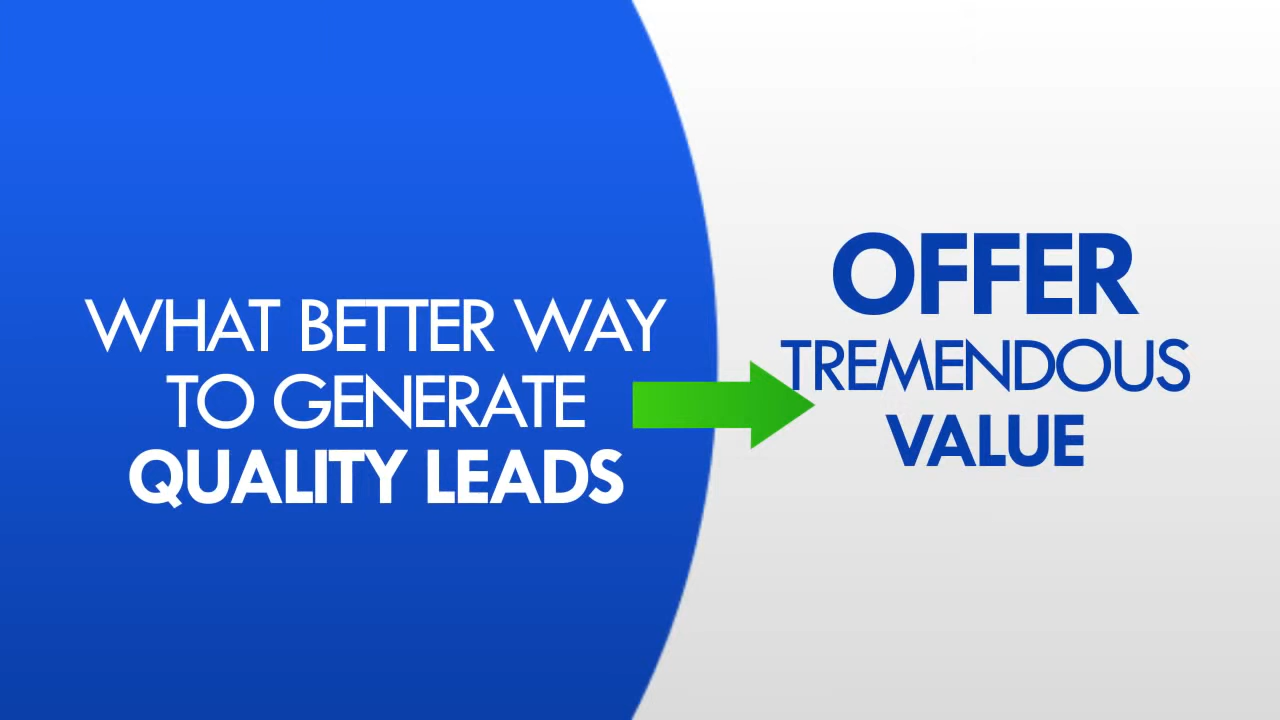 WHAT BETTER WAY
TO GENERATE
QUALITY LEADS
OFFER
TREMENDOUS
VALUE